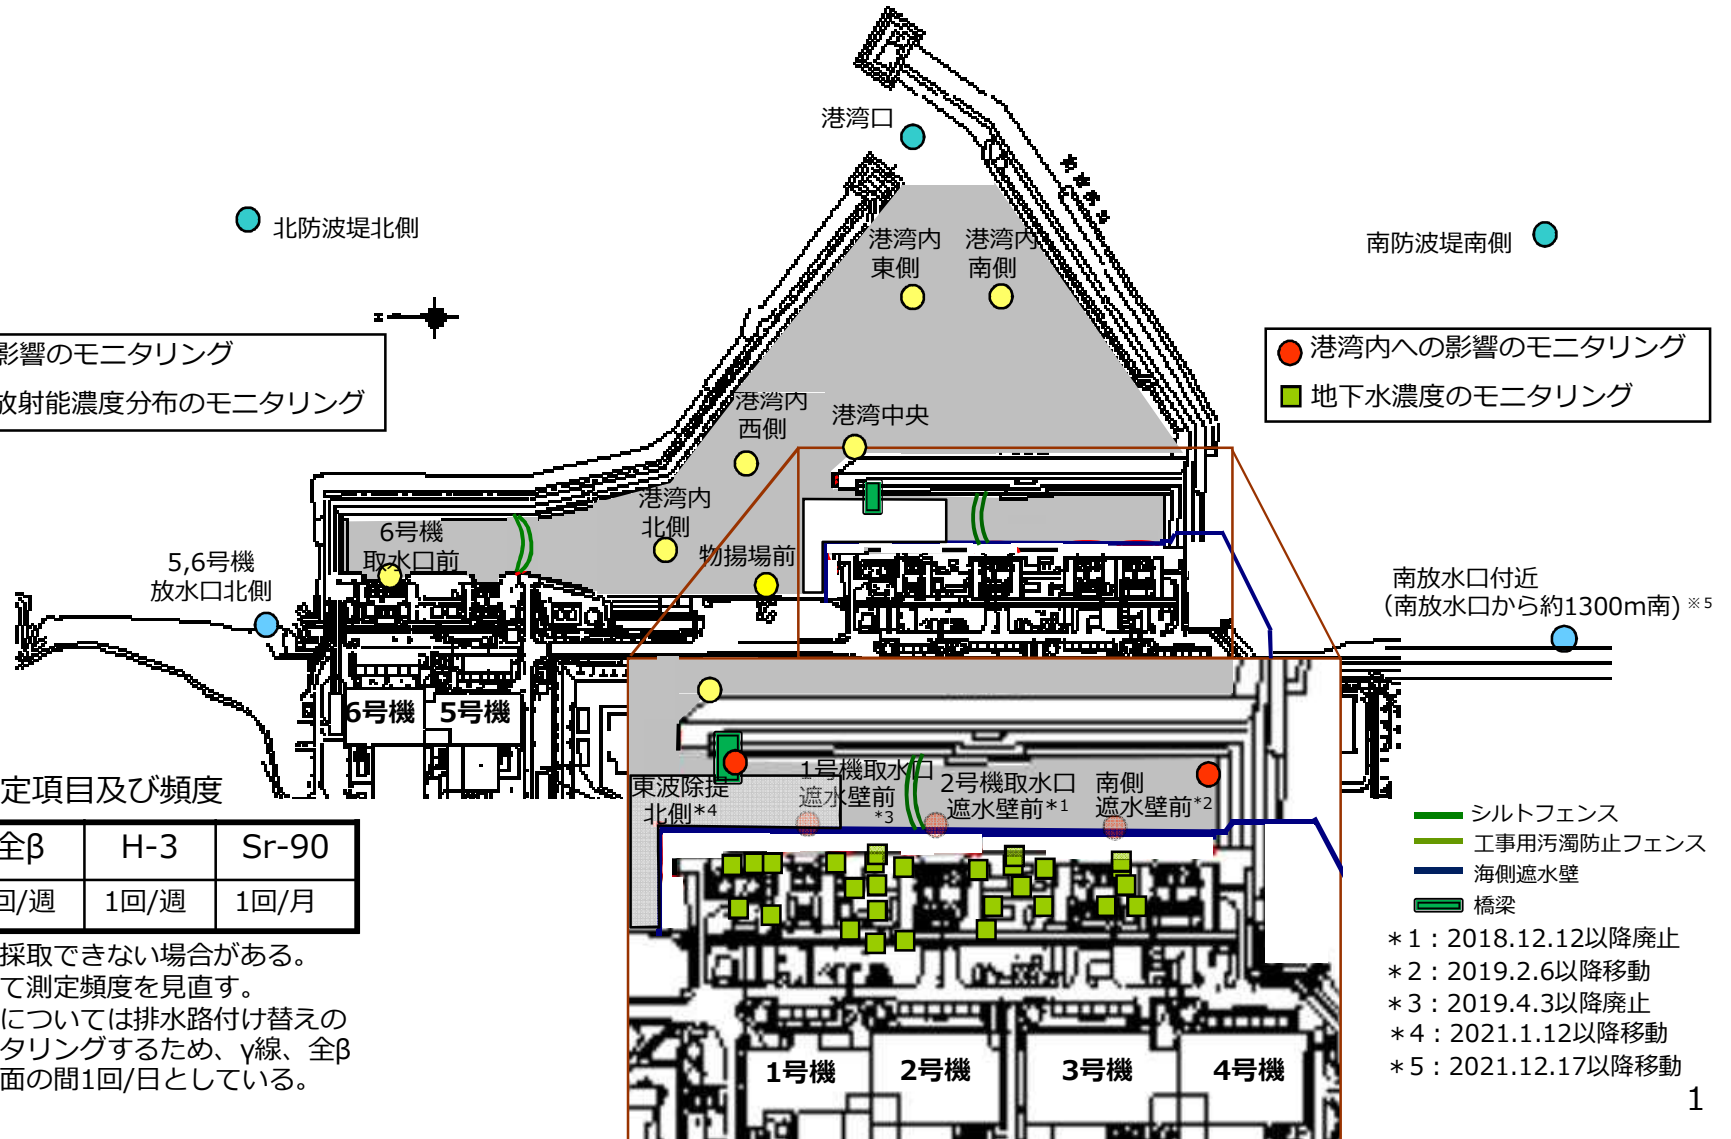 港湾口
北防波堤北側
南防波堤南側
港湾内
東側
港湾内
南側
影響のモニタリング
放射能濃度分布のモニタリング
港湾内への影響のモニタリング
地下水濃度のモニタリング
港湾内
西側
港湾中央
港湾内
北側
6号機
取水口前
物揚場前
5,6号機
放水口北側
南放水口付近
(南放水口から約1300m南) ※5
6号機
5号機
定項目及び頻度
全β H-3 Sr-90
回/週 1回/週 1回/月
採取できない場合がある。
て測定頻度を見直す。
については排水路付け替えの
タリングするため、γ線、全β
面の間1回/日としている。
東波除堤
北側*4
1号機取水口
遮水壁前
*3
2号機取水口
遮水壁前*1
南側
遮水壁前*2
1号機
2号機
3号機
4号機
シルトフェンス
工事用汚濁防止フェンス
海側遮水壁
橋梁
*1:2018.12.12以降廃止
*2:2019.2.6以降移動
*3:2019.4.3以降廃止
*4:2021.1.12以降移動
*5:2021.12.17以降移動
1